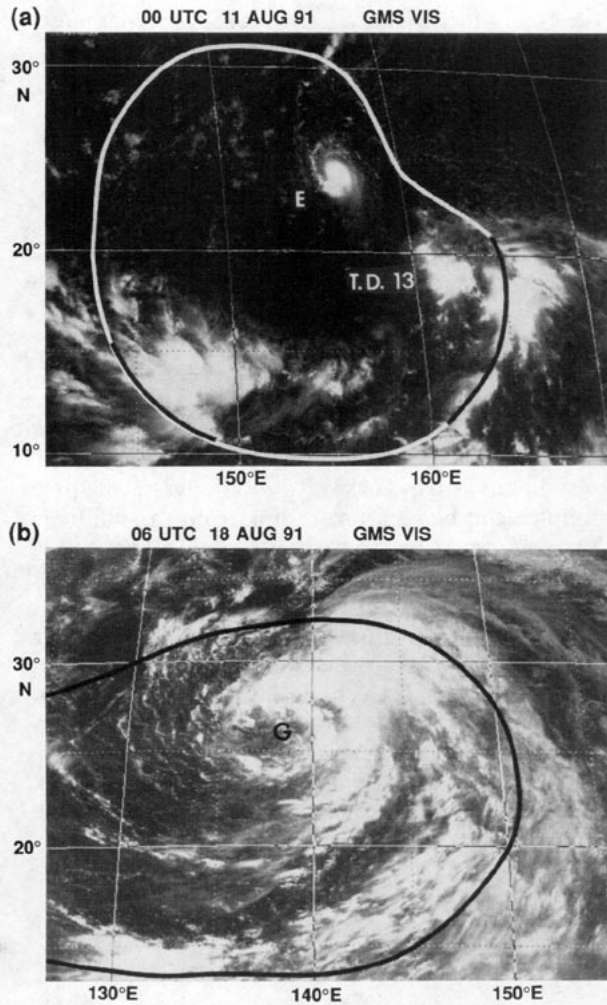 (a) 00 UTC 11 AUG 91 GMS VIS
30°
N
E
20°
T.D. 13
10°
150°E 160°E
(b) 06 UTC 18 AUG 91 GMS VIS
30°
N
G
20°
130°E 140°E 150°E